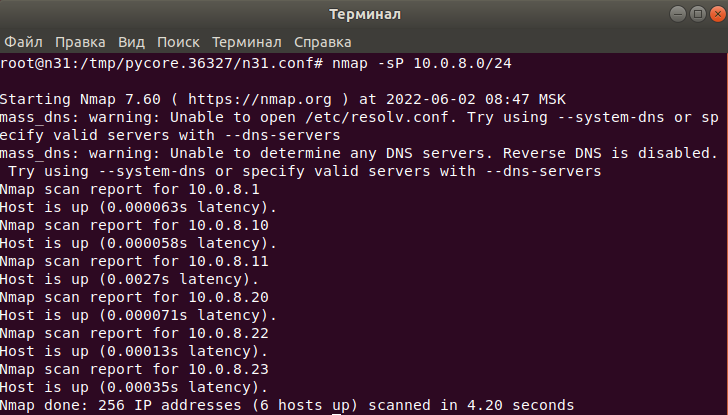 Терминал
Файл Правка Вид Поиск Терминал Справка
root@n31:/tmp/pycore.36327/n31.conf# nmap -sP 10.0.8.0/24
Starting Nmap 7.60 ( https://nmap.org ) at 2022-06-02 08:47 MSK
mass_dns: warning: Unable to open /etc/resolv.conf. Try using --system-dns or sp
ecify valid servers with --dns-servers
mass_dns: warning: Unable to determine any DNS servers. Reverse DNS is disabled.
 Try using --system-dns or specify valid servers with --dns-servers
Nmap scan report for 10.0.8.1
Host is up (0.000063s latency).
Nmap scan report for 10.0.8.10
Host is up (0.000058s latency).
Nmap scan report for 10.0.8.11
Host is up (0.0027s latency).
Nmap scan report for 10.0.8.20
Host is up (0.000071s latency).
Nmap scan report for 10.0.8.22
Host is up (0.00013s latency).
Nmap scan report for 10.0.8.23
Host is up (0.00035s latency).
Nmap done: 256 IP addresses (6 hosts up) scanned in 4.20 seconds